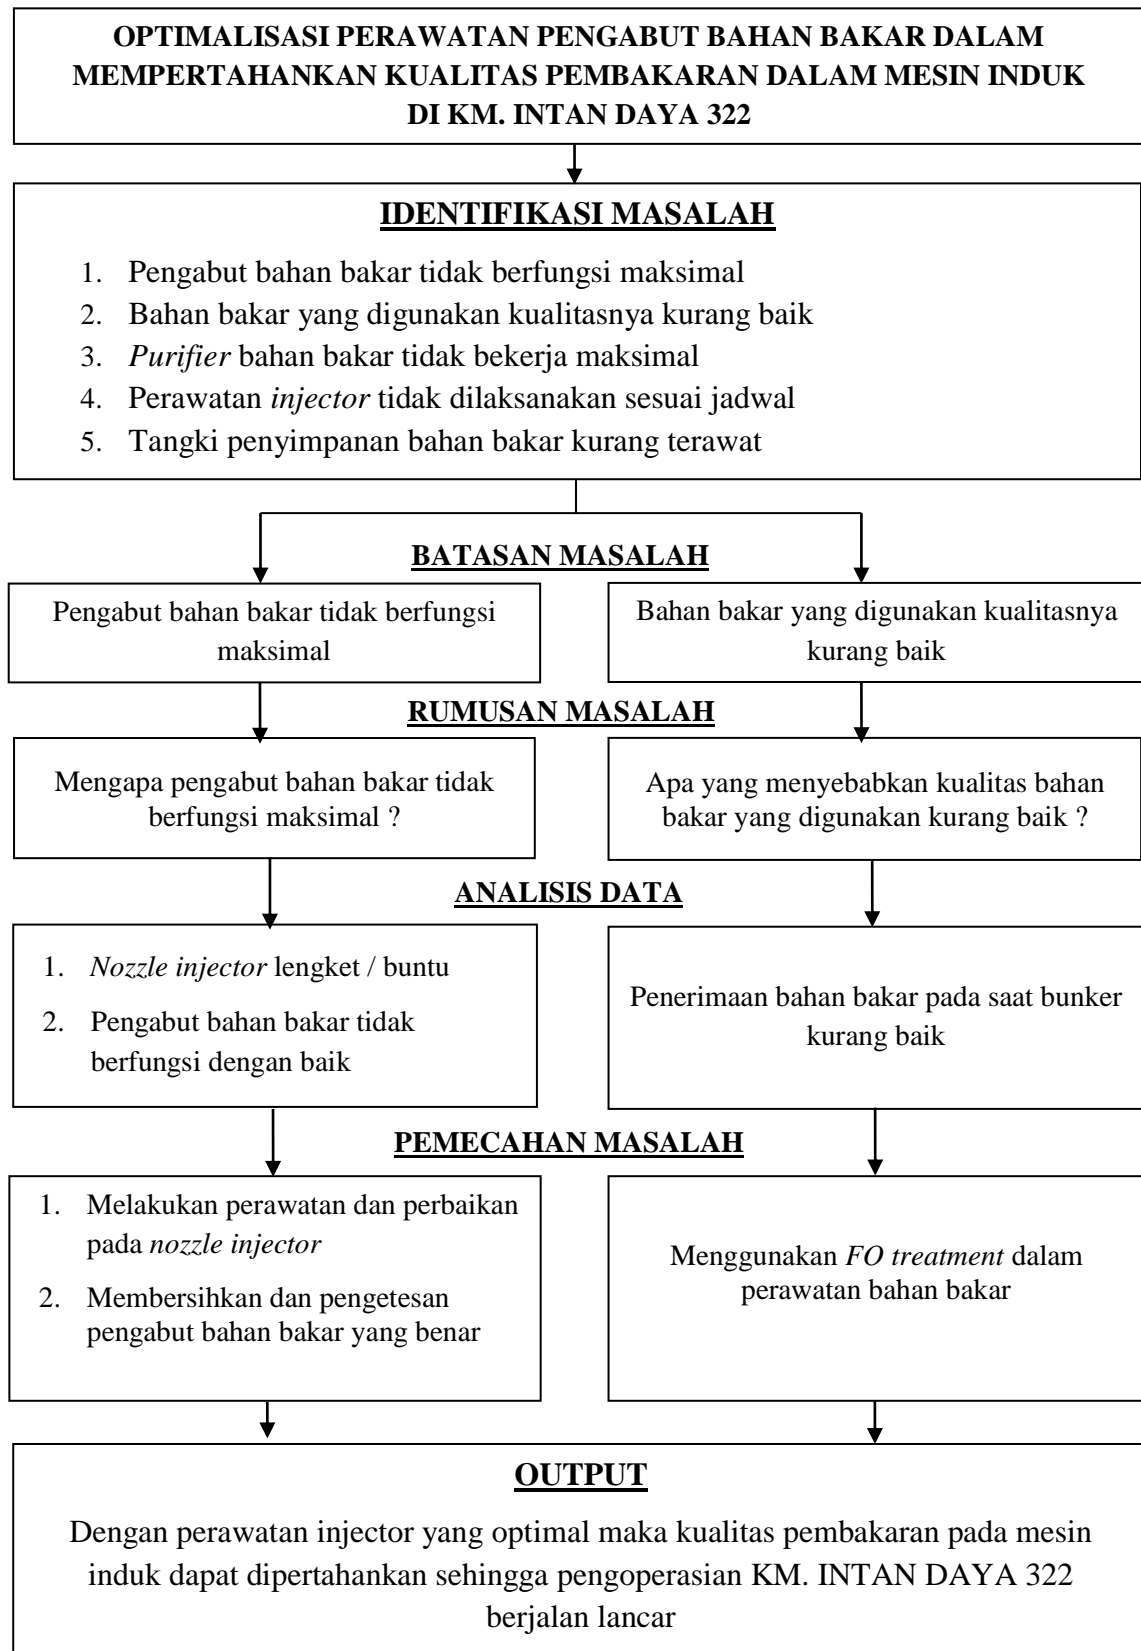 OPTIMALISASI PERAWATAN PENGABUT BAHAN BAKAR DALAM
MEMPERTAHANKAN KUALITAS PEMBAKARAN DALAM MESIN INDUK
DI KM. INTAN DAYA 322
IDENTIFIKASI MASALAH
1. Pengabut bahan bakar tidak berfungsi maksimal
2. Bahan bakar yang digunakan kualitasnya kurang baik
3. Purifier bahan bakar tidak bekerja maksimal
4. Perawatan injector tidak dilaksanakan sesuai jadwal
5. Tangki penyimpanan bahan bakar kurang terawat
BATASAN MASALAH
Pengabut bahan bakar tidak berfungsi
maksimal
Bahan bakar yang digunakan kualitasnya
kurang baik
RUMUSAN MASALAH
Mengapa pengabut bahan bakar tidak
berfungsi maksimal ?
Apa yang menyebabkan kualitas bahan
bakar yang digunakan kurang baik ?
ANALISIS DATA
1. Nozzle injector lengket / buntu
2. Pengabut bahan bakar tidak
berfungsi dengan baik
Penerimaan bahan bakar pada saat bunker
kurang baik
PEMECAHAN MASALAH
1. Melakukan perawatan dan perbaikan
pada nozzle injector
2. Membersihkan dan pengetesan
pengabut bahan bakar yang benar
Menggunakan FO treatment dalam
perawatan bahan bakar
OUTPUT
Dengan perawatan injector yang optimal maka kualitas pembakaran pada mesin
induk dapat dipertahankan sehingga pengoperasian KM. INTAN DAYA 322
berjalan lancar